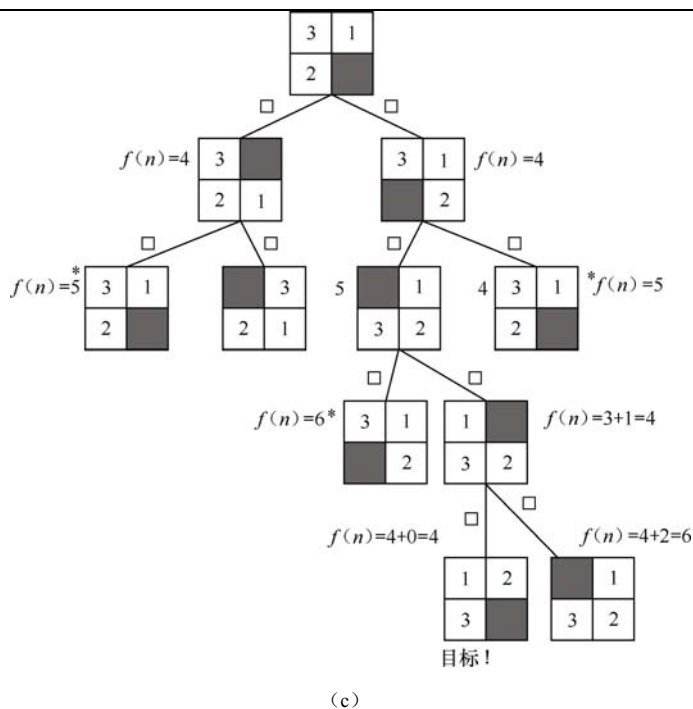 3 1
2
□ □
f(n)=4 3 3 1 f(n)=4
2 1 2
□ □ □ □
f(n)=5* 3 1 3 5 1 4 3 1 *f(n)=5
2 2 1 3 2 2
□ □
f(n)=6* 3 1 1 f(n)=3+1=4
2 3 2
□ □
f(n)=4+0=4 f(n)=4+2=6
1 2 1
3 3 2
目标！
（c）